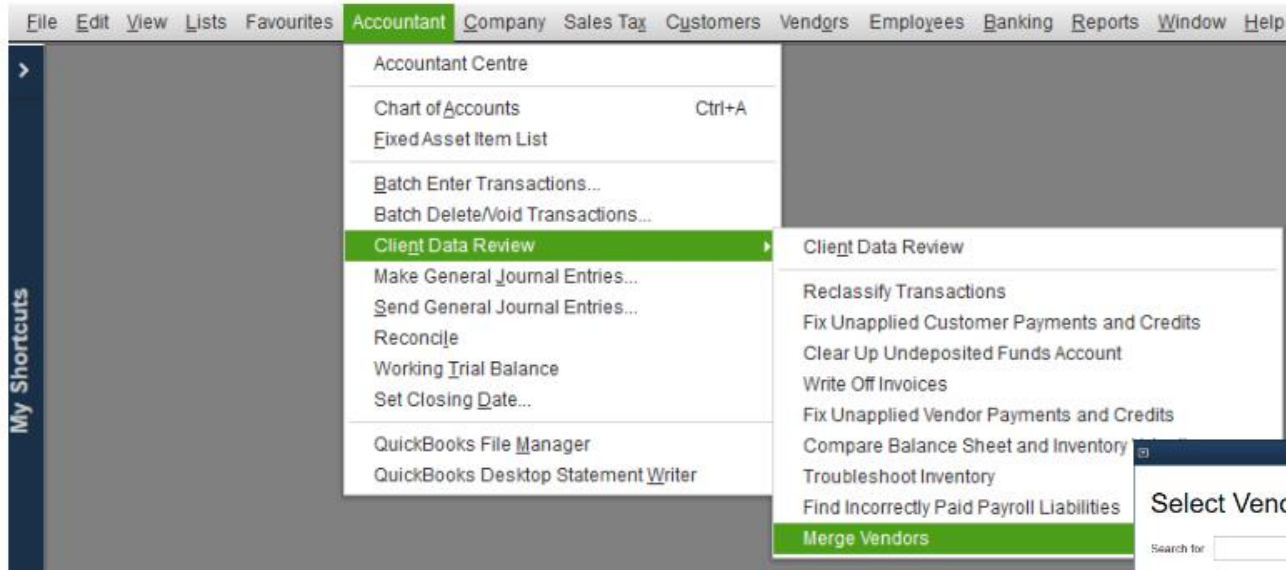 File Edit View Lists Favourites Accountant Company Sales Tax Customers Vendors Employees Banking Reports Window Help
My Shortcuts
Accountant Centre
Chart of Accounts Ctrl+A
Fixed Asset Item List
Batch Enter Transactions...
Batch Delete/Void Transactions...
Client Data Review
Make General Journal Entries...
Send General Journal Entries...
Reconcile
Working Trial Balance
Set Closing Date...
QuickBooks File Manager
QuickBooks Desktop Statement Writer
Client Data Review
Reclassify Transactions
Fix Unapplied Customer Payments and Credits
Clear Up Undeposited Funds Account
Write Off Invoices
Fix Unapplied Vendor Payments and Credits
Compare Balance Sheet and Inventory
Troubleshoot Inventory
Find Incorrectly Paid Payroll Liabilities
Merge Vendors
Select Vend
Search for